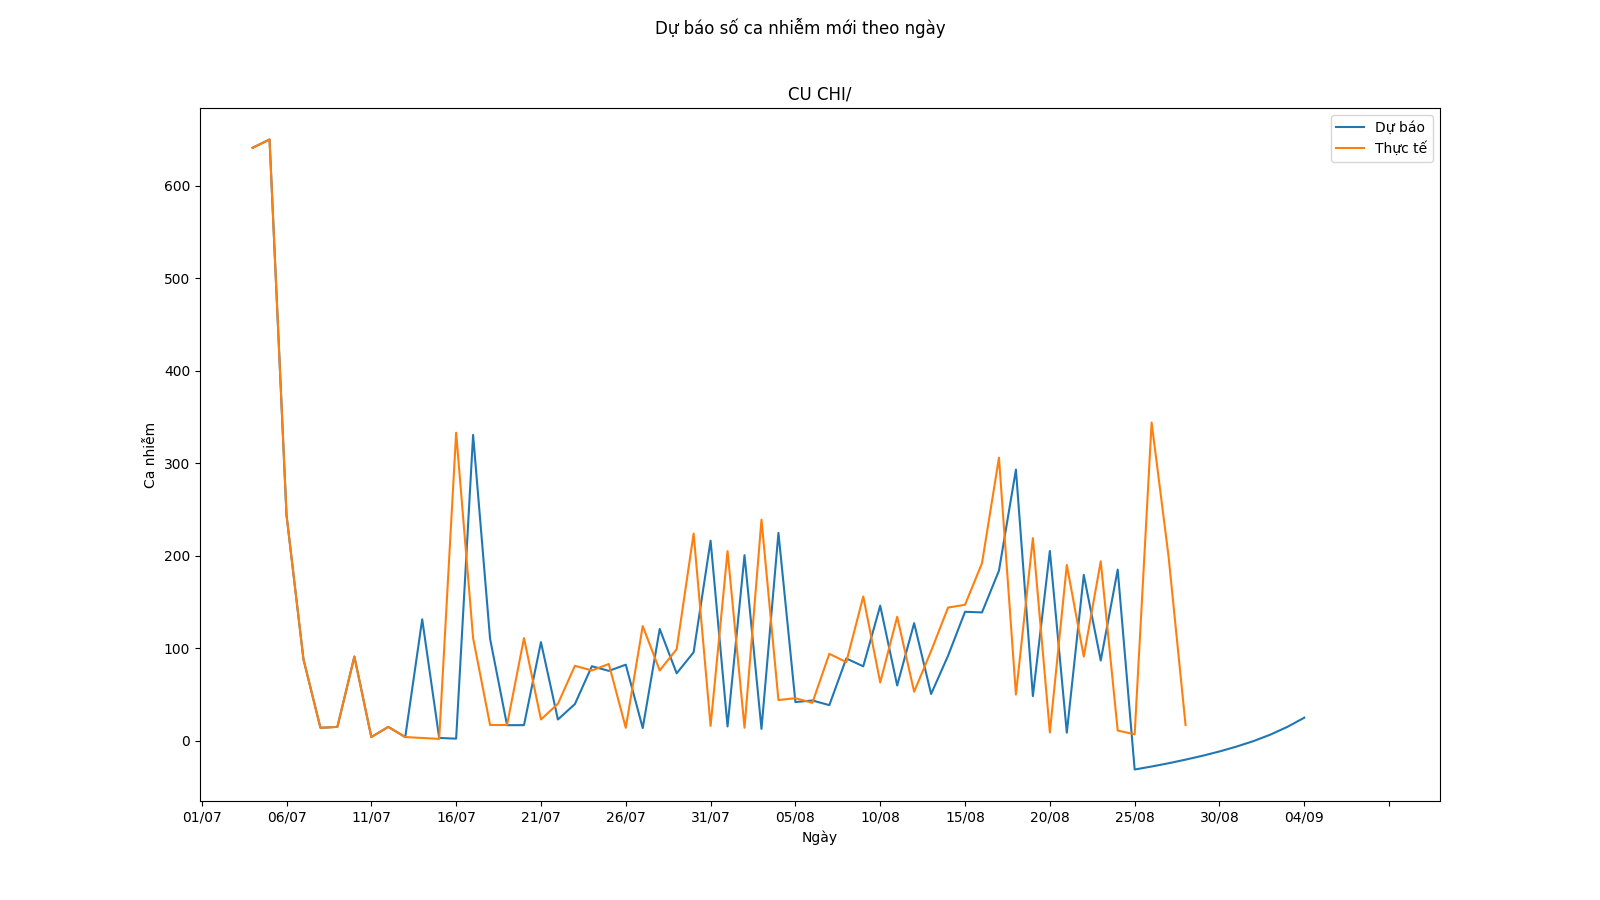 Dự báo số ca nhiễm mới theo ngày
CU CHI/
Dự báo
Thực tế
600
500
400
300
200
100
0
Ca nhiễm
01/07 06/07 11/07 16/07 21/07 26/07 31/07 05/08 10/08 15/08 20/08 25/08 30/08 04/09
Ngày